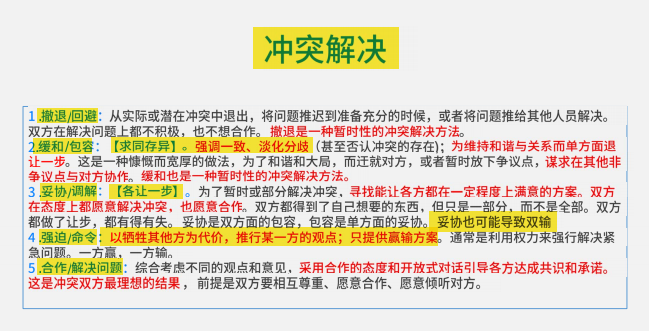 冲突解决
1.撤退/回避：从实际或潜在冲突中退出，将问题推迟到准备充分的时候，或者将问题推给其他人员解决。
双方在解决问题上都不积极，也不想合作。撤退是一种暂时性的冲突解决方法。
2.缓和/包容：【求同存异】。强调一致、淡化分歧（甚至否认冲突的存在)；为维持和谐与关系而单方面退
让一步。这是一种慷慨而宽厚的做法，为了和谐和大局，而迁就对方，或者暂时放下争议点，谋求在其他非
争议点与对方协作。缓和也是一种暂时性的冲突解决方法。
3.妥协/调解：【各让一步】。为了暂时或部分解决冲突，寻找能让各方都在一定程度上满意的方案。双方
在态度上都愿意解决冲突，也愿意合作。双方都得到了自己想要的东西，但只是一部分，而不是全部。双方
都做了让步，都有得有失。妥协是双方面的包容，包容是单方面的妥协。妥协也可能导致双输
4.强迫/命令：以牺牲其他方为代价，推行某一方的观点；只提供赢输方案。通常是利用权力来强行解决紧
急问题。一方赢，一方输。
5.合作/解决问题：综合考虑不同的观点和意见，采用合作的态度和开放式对话引导各方达成共识和承诺。
这是冲突双方最理想的结果，前提是双方要相互尊重、愿意合作、愿意倾听对方。